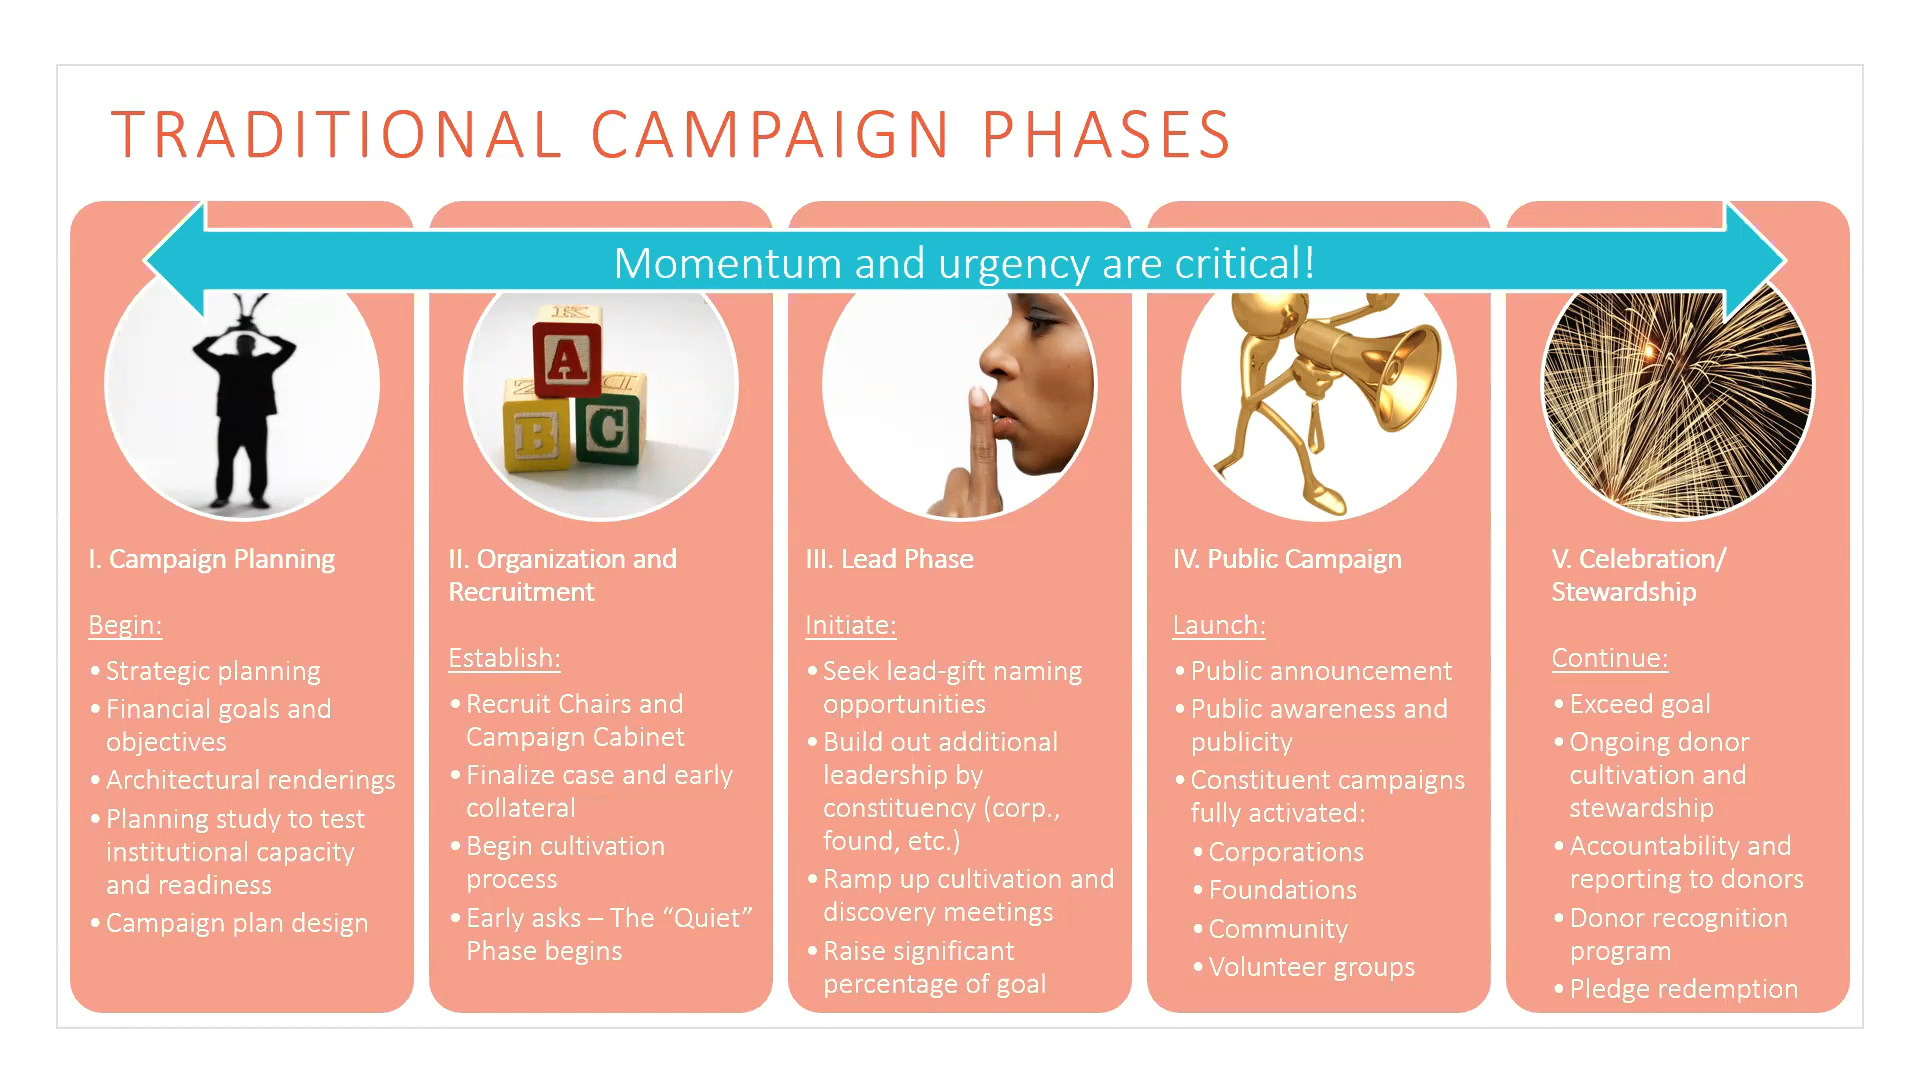 TRADITIONAL CAMPAIGN PHASES
Momentum and urgency are critical!
A
B
C
I. Campaign Planning
Begin:
• Strategic planning
• Financial goals and
objectives
• Architectural renderings
• Planning study to test
institutional capacity
and readiness
• Campaign plan design
II. Organization and
Recruitment
Establish:
• Recruit Chairs and
Campaign Cabinet
• Finalize case and early
collateral
• Begin cultivation
process
• Early asks – The “Quiet”
Phase begins
III. Lead Phase
Initiate:
• Seek lead-gift naming
opportunities
• Build out additional
leadership by
constituency (corp.,
found, etc.)
• Ramp up cultivation and
discovery meetings
• Raise significant
percentage of goal
IV. Public Campaign
Launch:
• Public announcement
• Public awareness and
publicity
• Constituent campaigns
fully activated:
• Corporations
• Foundations
• Community
• Volunteer groups
V. Celebration/
Stewardship
Continue:
• Exceed goal
• Ongoing donor
cultivation and
stewardship
• Accountability and
reporting to donors
• Donor recognition
program
• Pledge redemption